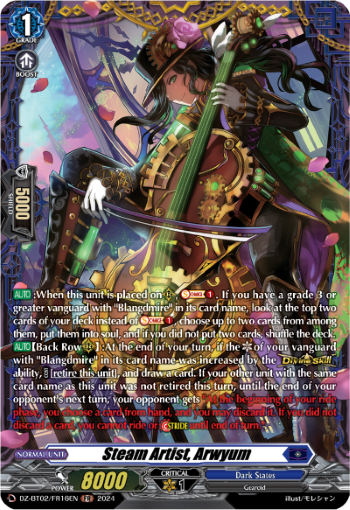 1
GRADE
BOOST
5000
SHIELD
AUTO:When this unit is placed on , 1. If you have a grade 3 or
greater vanguard with "Blangdmire" in its card name, look at the top two
cards of your deck instead of 1, choose up to two cards from among
them, put them into soul, and if you did not put two cards, shuffle the deck.
AUTO【Back Row】:At the end of your turn, if the of your vanguard
with "Blangdmire" in its card name was increased by the Divine Skill
ability, [retire this unit], and draw a card. If your other unit with the same
card name as this unit was not retired this turn, until the end of your
opponent's next turn, your opponent gets "At the beginning of your ride
phase, you choose a card from hand, and you may discard it. If you did not
discard a card, you cannot ride or STRIDE until end of turn."
NORMAL UNIT
Steam Artist, Arwyum
POWER
8000
CRITICAL
1
Dark States
Gearoid
DZ-BT02/FR16EN FR 2024
illust/モレシャン